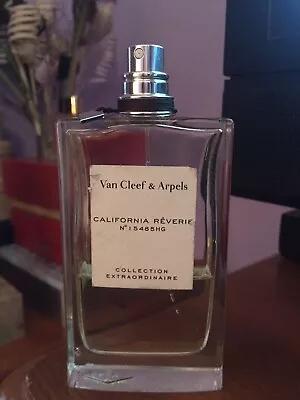 Van Cleef & Arpels
CALIFORNIA RÊVERIE
N°15485HG
COLLECTION
EXTRAORDINAIRE